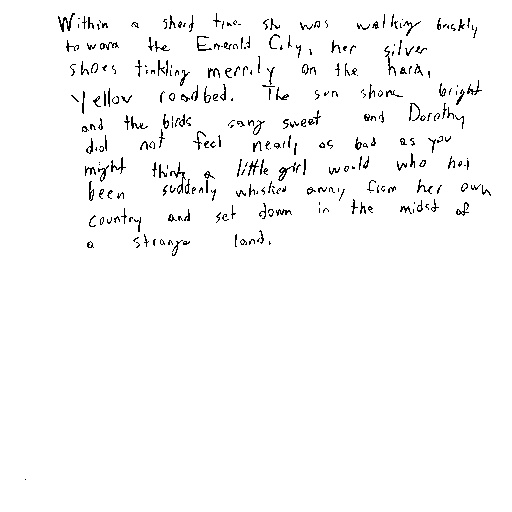 Within a short time she was walking briskly
toward the Emerald City, her silver
shoes tinkling merrily on the hard,
yellow roadbed. The sun shone bright
and the birds sang sweet and Dorothy
did not feel nearly as bad as you
might think a little girl would who had
been suddenly whisked away from her own
country and set down in the midst of
a strange land.